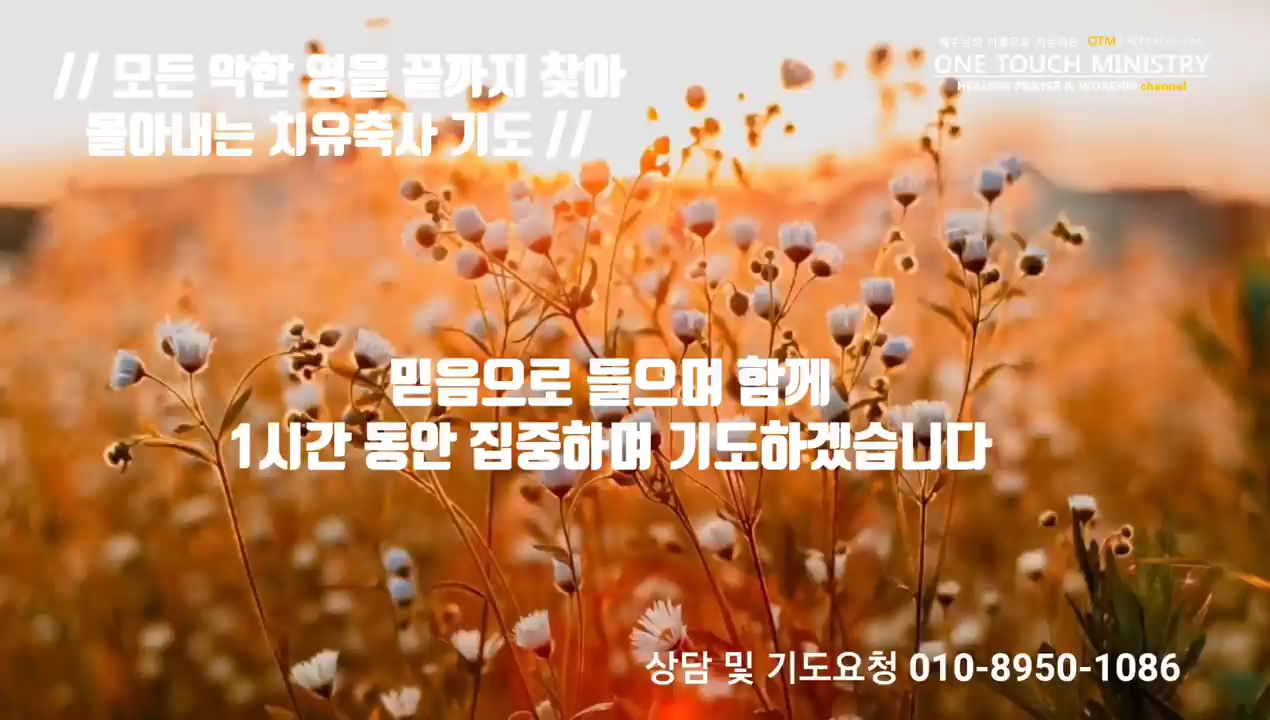 // 모든 악한 영을 끝까지 찾아
몰아내는 치유축사 기도 //
OTM
ONE TOUCH MINISTRY
HEALING PRAYER & WORSHIP channel
믿음으로 들으며 함께
1시간 동안 집중하며 기도하겠습니다
상담 및 기도요청 010-8950-1086